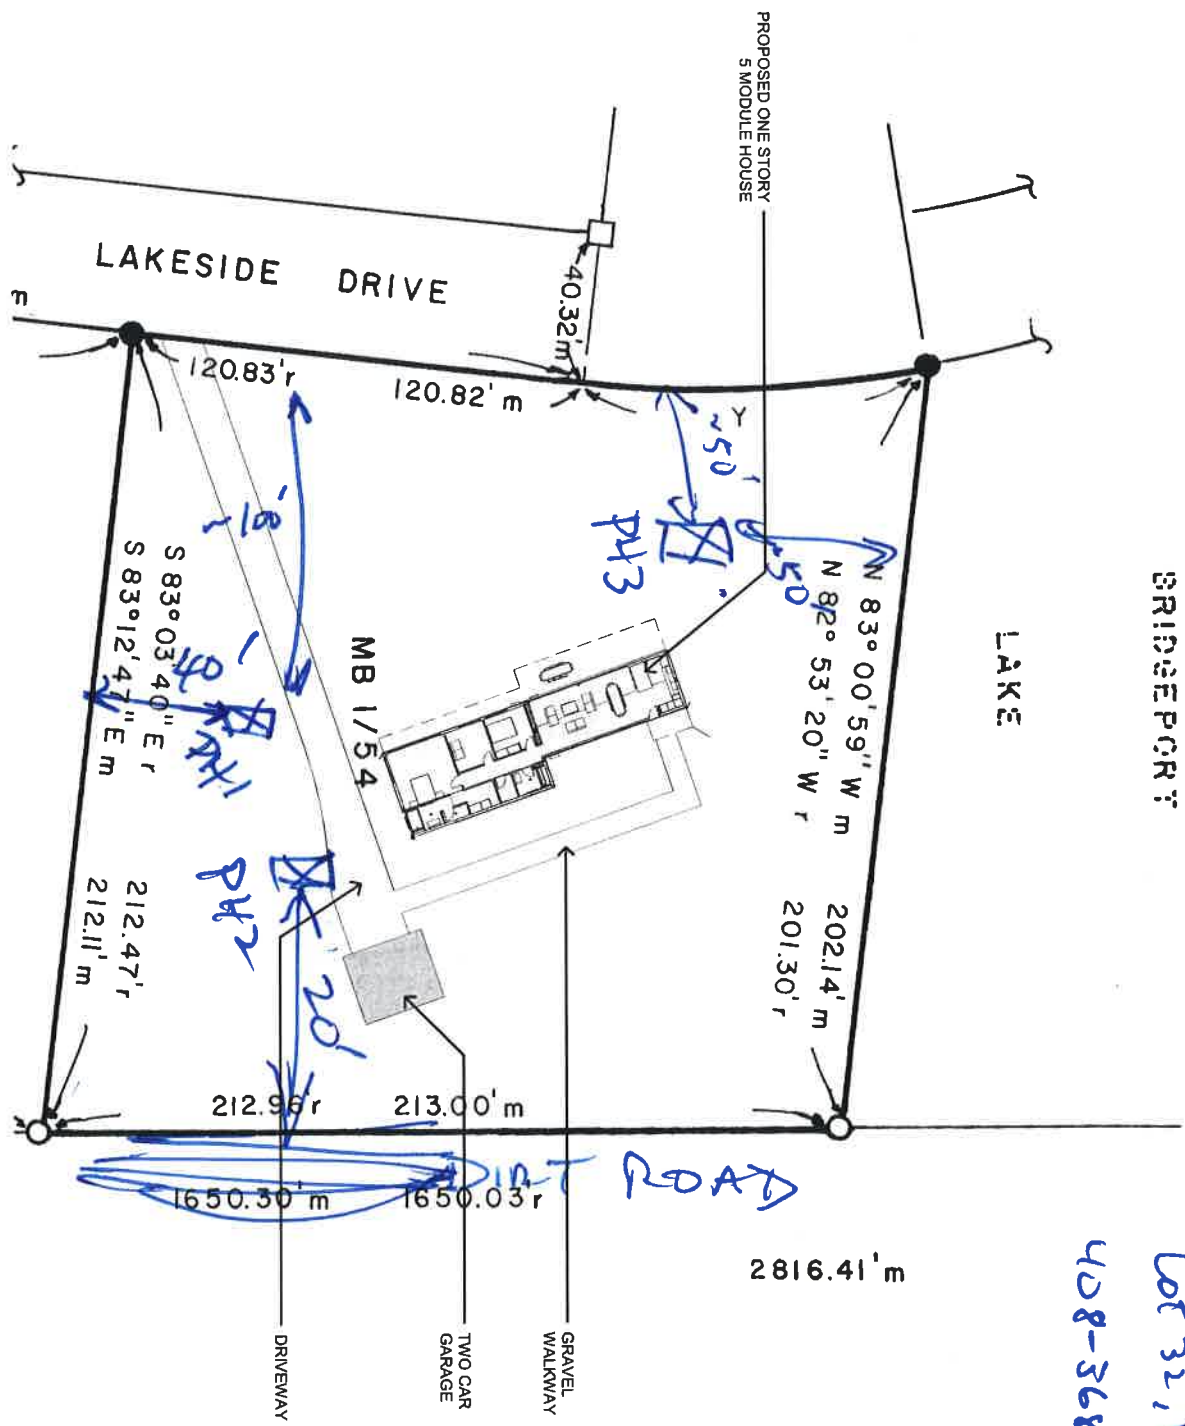 PROPOSED ONE STORY
5 MODULE HOUSE
BRIDGEPORT
LAKE
LAKESIDE DRIVE
40.32'm
120.83'r
120.82'm
Y
~50'
50'
PH3
N 83°00'59"W m 202.14'm
N 82°53'20"W r 201.30'r
~100'
MB 1/54
S 83°03'40"E r 212.47'r
S 83°12'47"E m 212.11'm
40'
PH1
PH2
20'
212.96'r
213.00'm
DIRT ROAD
1650.30'm
1650.03'r
2816.41'm
DRIVEWAY
TWO CAR
GARAGE
GRAVEL
WALKWAY
Lot 32,
408-368
m